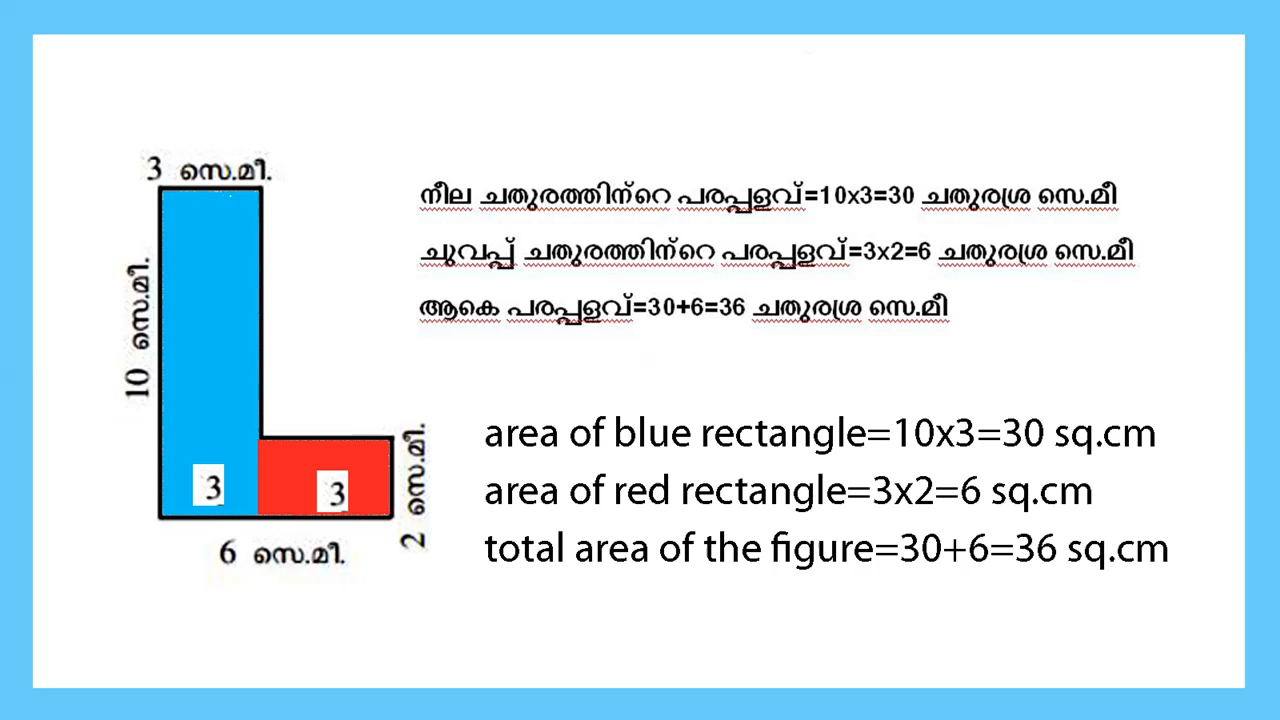 3 സെ.മീ.
10 സെ.മീ.
3
3
2 സെ.മീ.
6 സെ.മീ.
നീല ചതുരത്തിന്റെ പരപ്പളവ്=10x3=30 ചതുരശ്ര സെ.മീ
ചുവപ്പ് ചതുരത്തിന്റെ പരപ്പളവ്=3x2=6 ചതുരശ്ര സെ.മീ
ആകെ പരപ്പളവ്=30+6=36 ചതുരശ്ര സെ.മീ
area of blue rectangle=10x3=30 sq.cm
area of red rectangle=3x2=6 sq.cm
total area of the figure=30+6=36 sq.cm